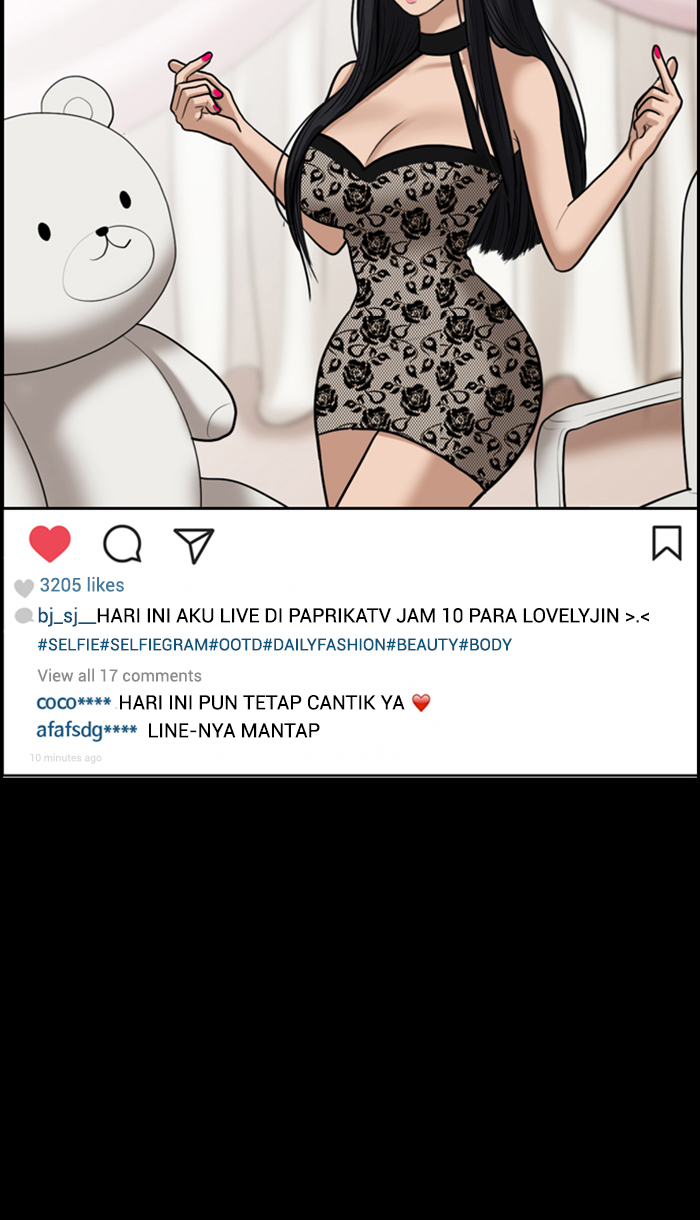 3205 likes
bj_sj__HARI INI AKU LIVE DI PAPRIKATV JAM 10 PARA LOVELYJIN >.<
#SELFIE#SELFIEGRAM#OOTD#DAILYFASHION#BEAUTY#BODY
View all 17 comments
coco**** HARI INI PUN TETAP CANTIK YA ❤
afafsdg**** LINE-NYA MANTAP
10 minutes ago